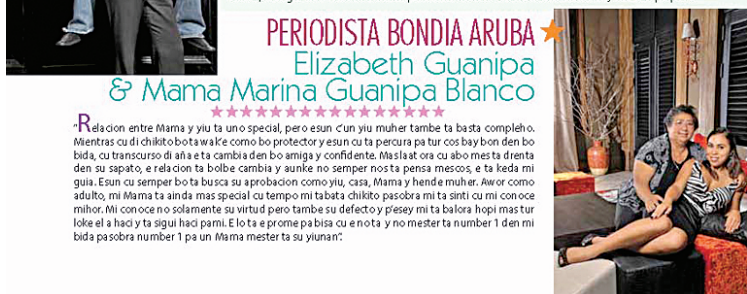 PERIODISTA BONDIA ARUBA
Elizabeth Guanipa
& Mama Marina Guanipa Blanco
"Relacion entre Mama y yiu ta uno special, pero esun c'un yiu muher tambe ta basta compleho.
Mientras cu di chikito bota wak'e como bo protector y esun cu ta percura pa tur cos bay bon den bo
bida, cu transcurso di aña e ta cambia den bo amiga y confidente. Mas laat ora cu abo mes ta drenta
den su sapato, e relacion ta bolbe cambia y aunke no semper nos ta pensa mescos, e ta keda mi
guia. Esun cu semper bo ta busca su aprobacion como yiu, casa, Mama y hende muher. Awor como
adulto, mi Mama ta ainda mas special cu tempo mi tabata chikito pasobra mi ta sinti cu mi conoce
mihor. Mi conoce no solamente su virtud pero tambe su defecto y p'esey mi ta balora hopi mas tur
loke el a haci y ta sigui haci pami. E lo ta e prome pa bisa cu e no ta y no mester ta number 1 den mi
bida pasobra number 1 pa un Mama mester ta su yiunan".